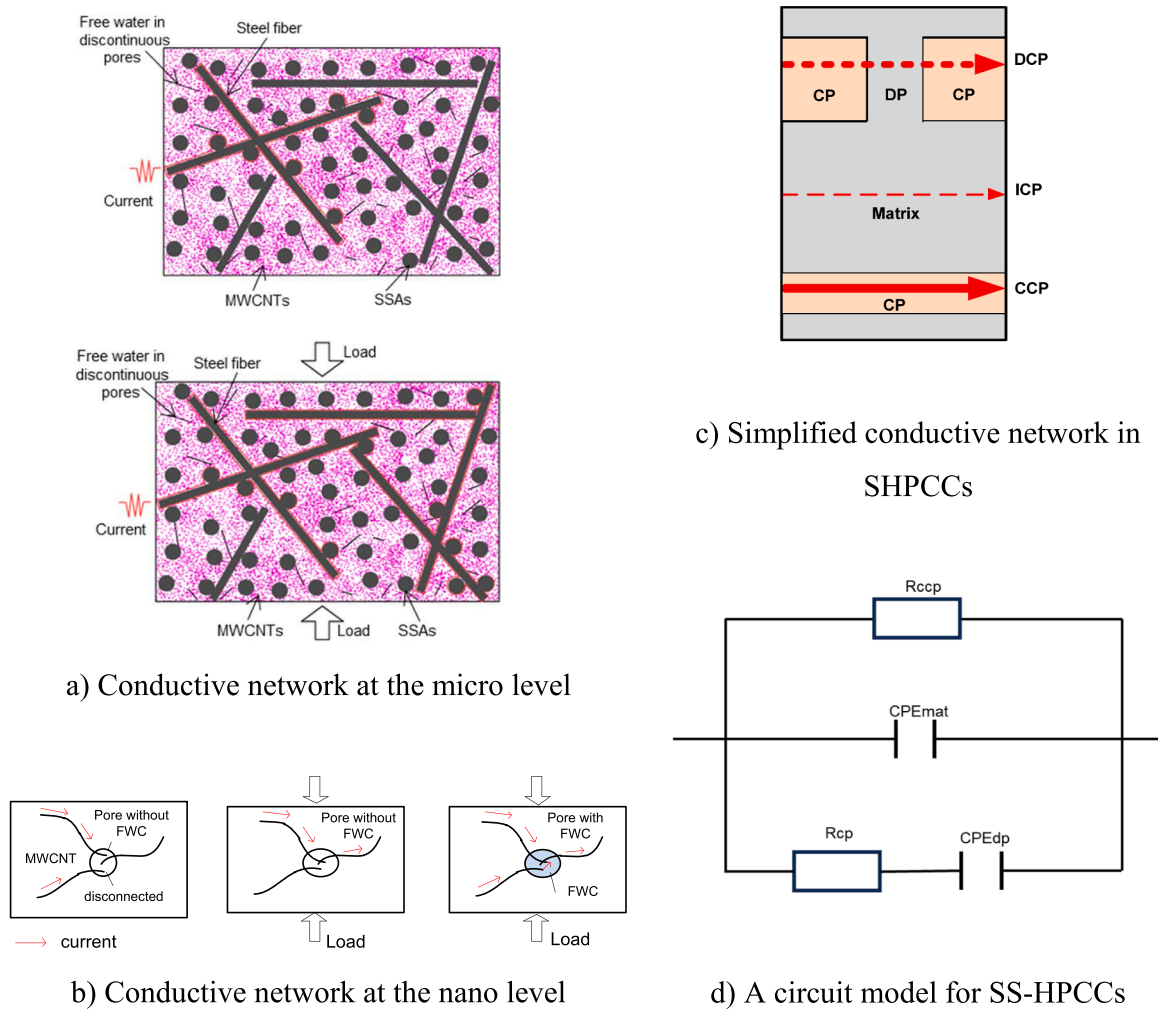 Free water in
discontinuous
pores
Steel fiber
Current
MWCNTs
SSAs
Load
Free water in
discontinuous
pores
Steel fiber
Current
MWCNTs
Load
SSAs
a) Conductive network at the micro level
Pore without
FWC
MWCNT
disconnected
current
Pore without
FWC
Load
Pore with
FWC
FWC
Load
b) Conductive network at the nano level
DCP
CP
DP
CP
ICP
Matrix
CCP
CP
c) Simplified conductive network in
SHPCCs
Rccp
CPEmat
Rcp
CPEdp
d) A circuit model for SS-HPCCs